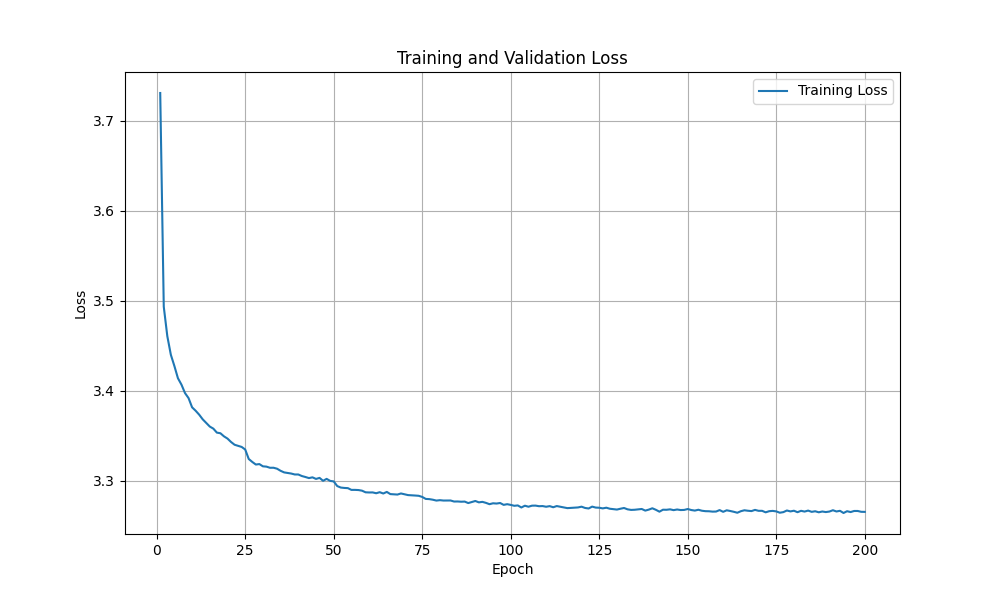 Training and Validation Loss
Training Loss
Loss
3.7
3.6
3.5
3.4
3.3
0 25 50 75 100 125 150 175 200
Epoch